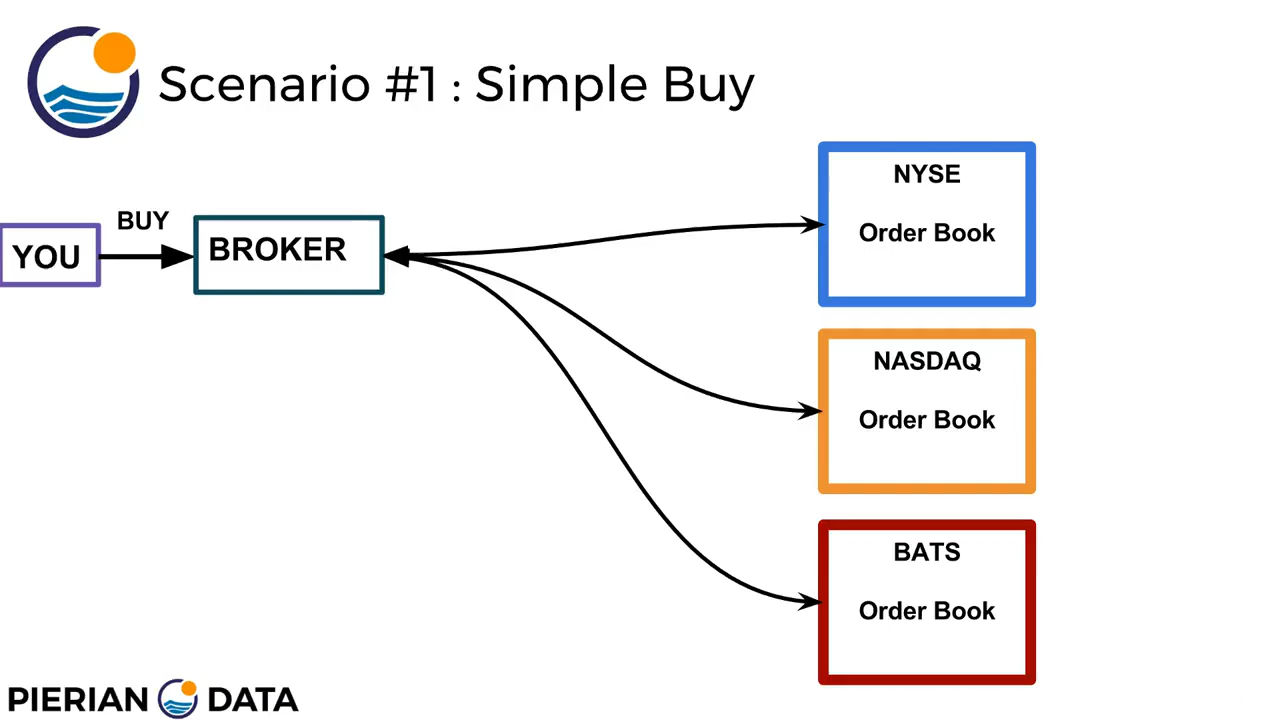 Scenario #1 : Simple Buy
YOU
BUY
BROKER
NYSE
Order Book
NASDAQ
Order Book
BATS
Order Book
PIERIAN DATA